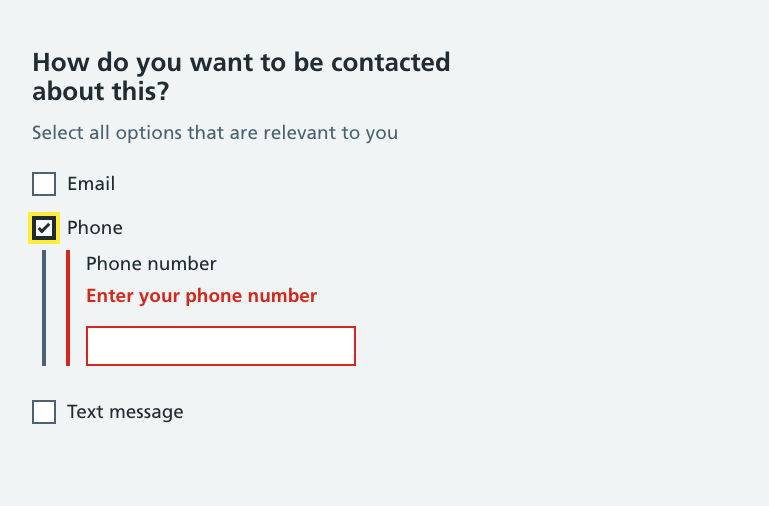 How do you want to be contacted
about this?
Select all options that are relevant to you
Email
Phone
Phone number
Enter your phone number
Text message